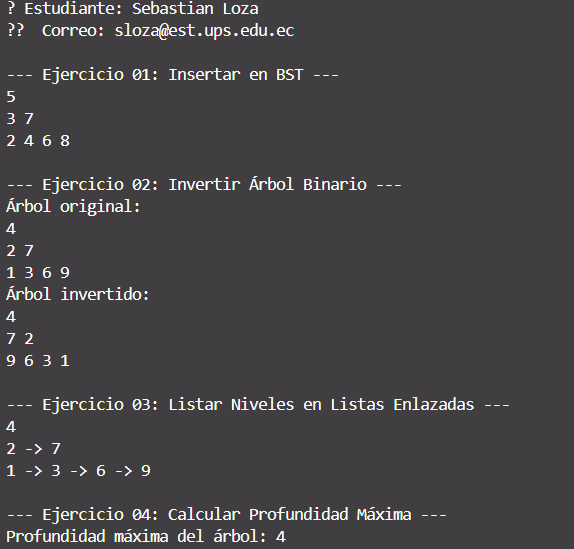 ? Estudiante: Sebastian Loza
??  Correo: sloza@est.ups.edu.ec
--- Ejercicio 01: Insertar en BST ---
5
3 7
2 4 6 8
--- Ejercicio 02: Invertir Árbol Binario ---
Árbol original:
4
2 7
1 3 6 9
Árbol invertido:
4
7 2
9 6 3 1
--- Ejercicio 03: Listar Niveles en Listas Enlazadas ---
4
2 -> 7
1 -> 3 -> 6 -> 9
--- Ejercicio 04: Calcular Profundidad Máxima ---
Profundidad máxima del árbol: 4